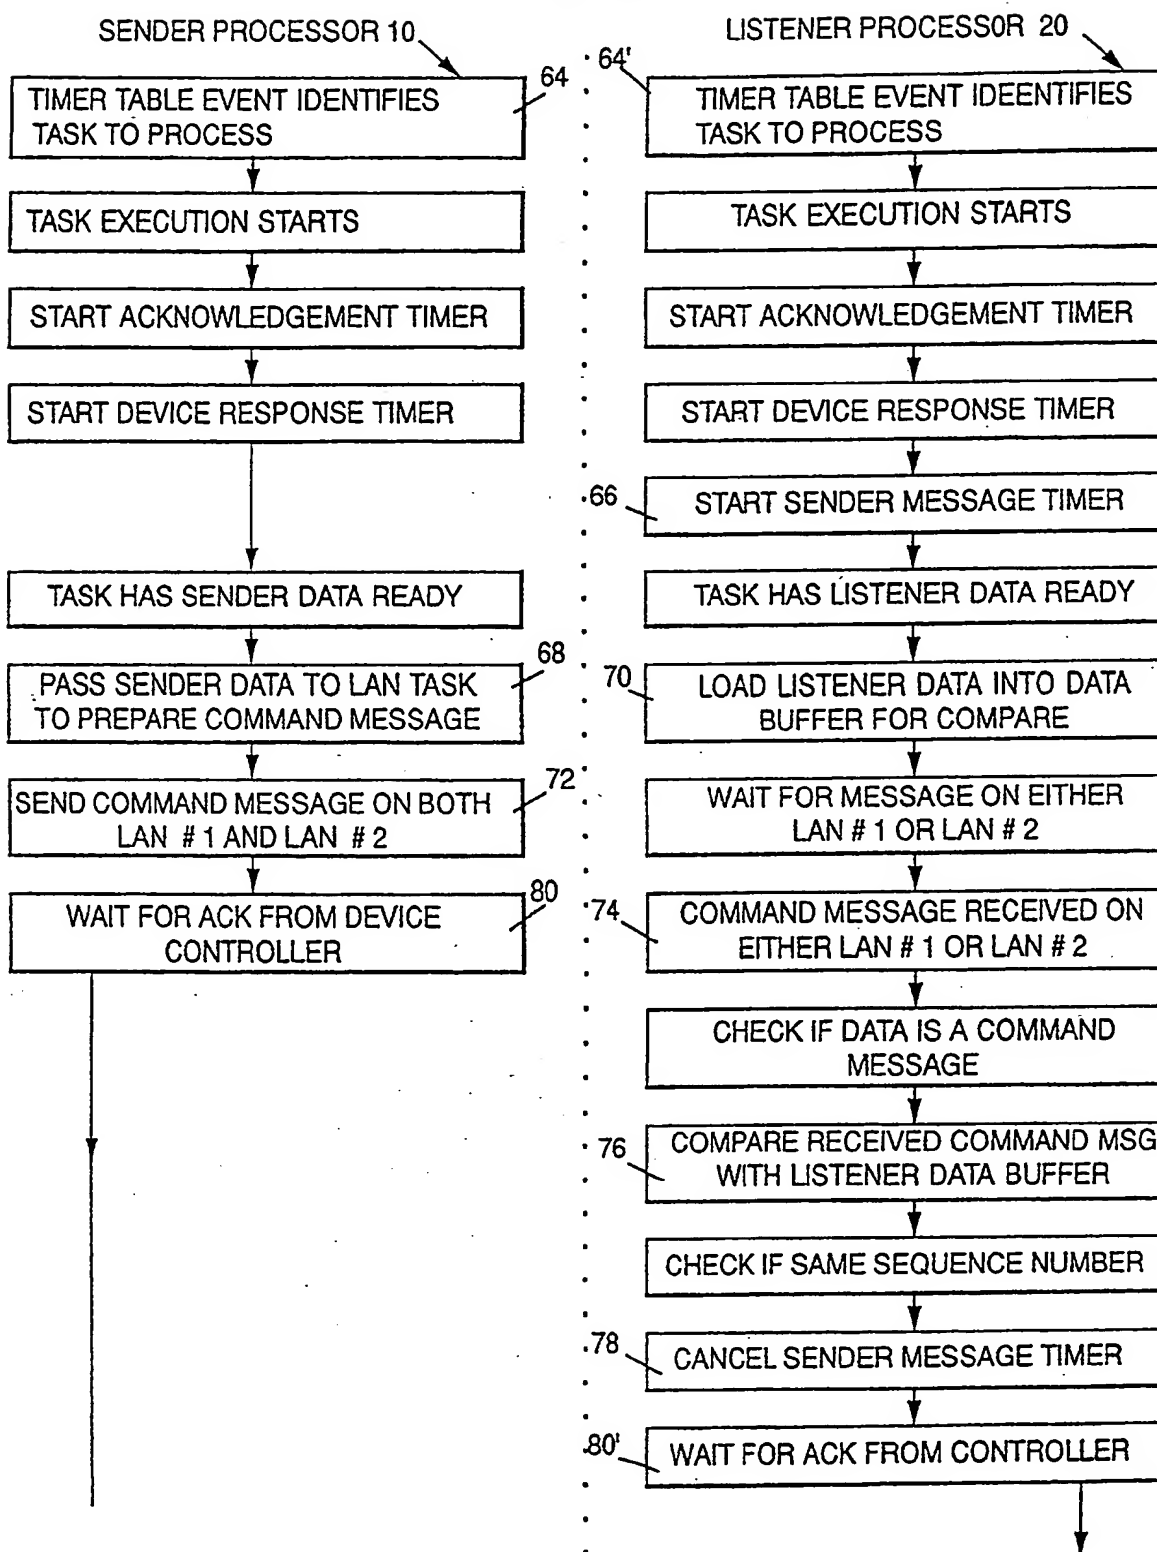 SENDER PROCESSOR 10
64
TIMER TABLE EVENT IDENTIFIES
TASK TO PROCESS
TASK EXECUTION STARTS
START ACKNOWLEDGEMENT TIMER
START DEVICE RESPONSE TIMER
TASK HAS SENDER DATA READY
68
PASS SENDER DATA TO LAN TASK
TO PREPARE COMMAND MESSAGE
72
SEND COMMAND MESSAGE ON BOTH
LAN # 1 AND LAN # 2
80
WAIT FOR ACK FROM DEVICE
CONTROLLER
LISTENER PROCESSOR 20
64'
TIMER TABLE EVENT IDEENTIFIES
TASK TO PROCESS
TASK EXECUTION STARTS
START ACKNOWLEDGEMENT TIMER
START DEVICE RESPONSE TIMER
66
START SENDER MESSAGE TIMER
TASK HAS LISTENER DATA READY
70
LOAD LISTENER DATA INTO DATA
BUFFER FOR COMPARE
WAIT FOR MESSAGE ON EITHER
LAN # 1 OR LAN # 2
74
COMMAND MESSAGE RECEIVED ON
EITHER LAN # 1 OR LAN # 2
CHECK IF DATA IS A COMMAND
MESSAGE
76
COMPARE RECEIVED COMMAND MSG
WITH LISTENER DATA BUFFER
CHECK IF SAME SEQUENCE NUMBER
78
CANCEL SENDER MESSAGE TIMER
80'
WAIT FOR ACK FROM CONTROLLER